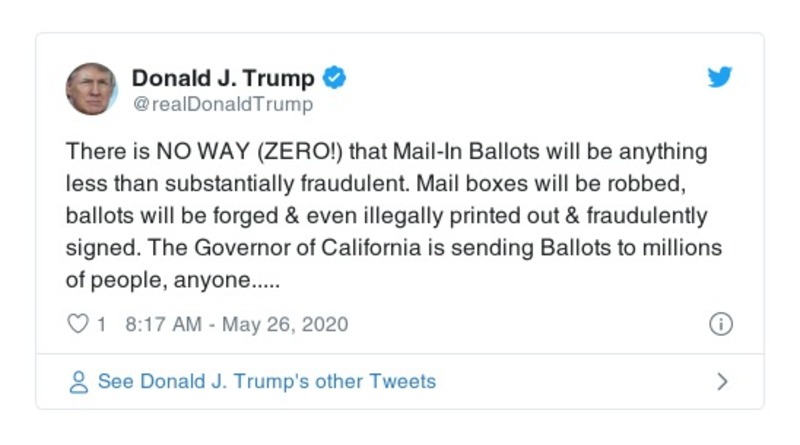 Donald J. Trump
@realDonaldTrump
There is NO WAY (ZERO!) that Mail-In Ballots will be anything
less than substantially fraudulent. Mail boxes will be robbed,
ballots will be forged & even illegally printed out & fraudulently
signed. The Governor of California is sending Ballots to millions
of people, anyone.....
1 8:17 AM - May 26, 2020
See Donald J. Trump's other Tweets